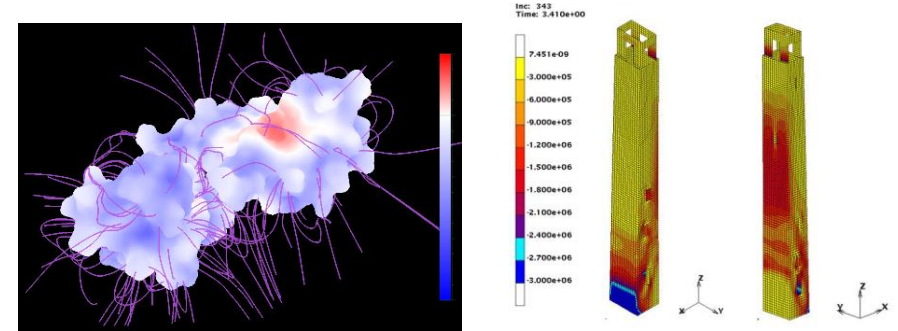 Inc: 343
Time: 3.410e+00
7.451e-09
-3.000e+05
-6.000e+05
-9.000e+05
-1.200e+06
-1.500e+06
-1.800e+06
-2.100e+06
-2.400e+06
-2.700e+06
-3.000e+06
Z
X
Y
Z
Y
X